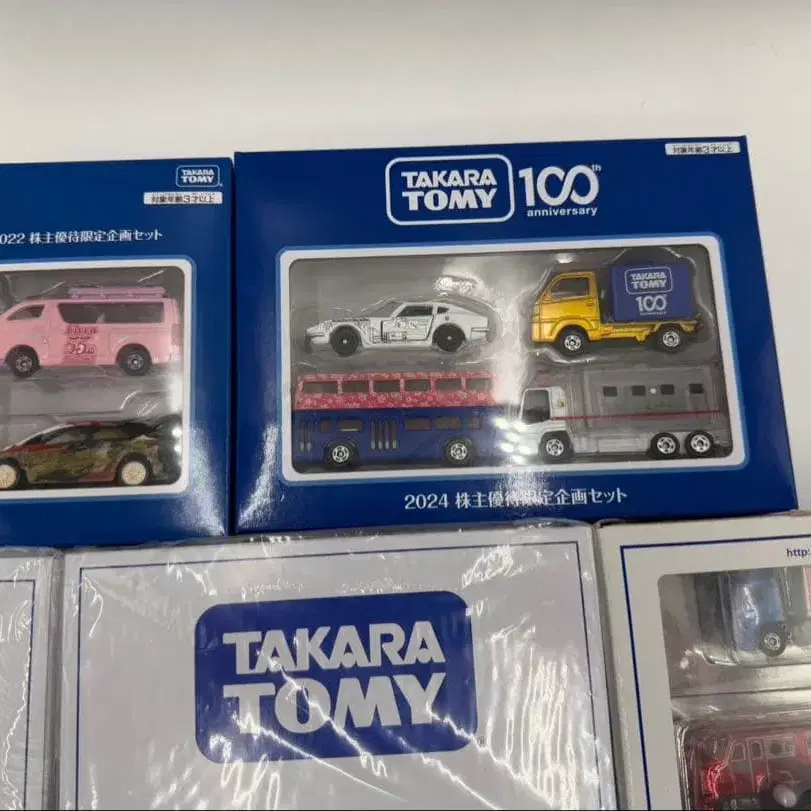 TAKARA
TOMY
対象年齢3才以上
022 株主優待限定企画セット
対象年齢3才以上
TAKARA
TOMY
100th
anniversary
TAKARA
TOMY
100
2024 株主優待限定企画セット
http:
TAKARA
TOMY